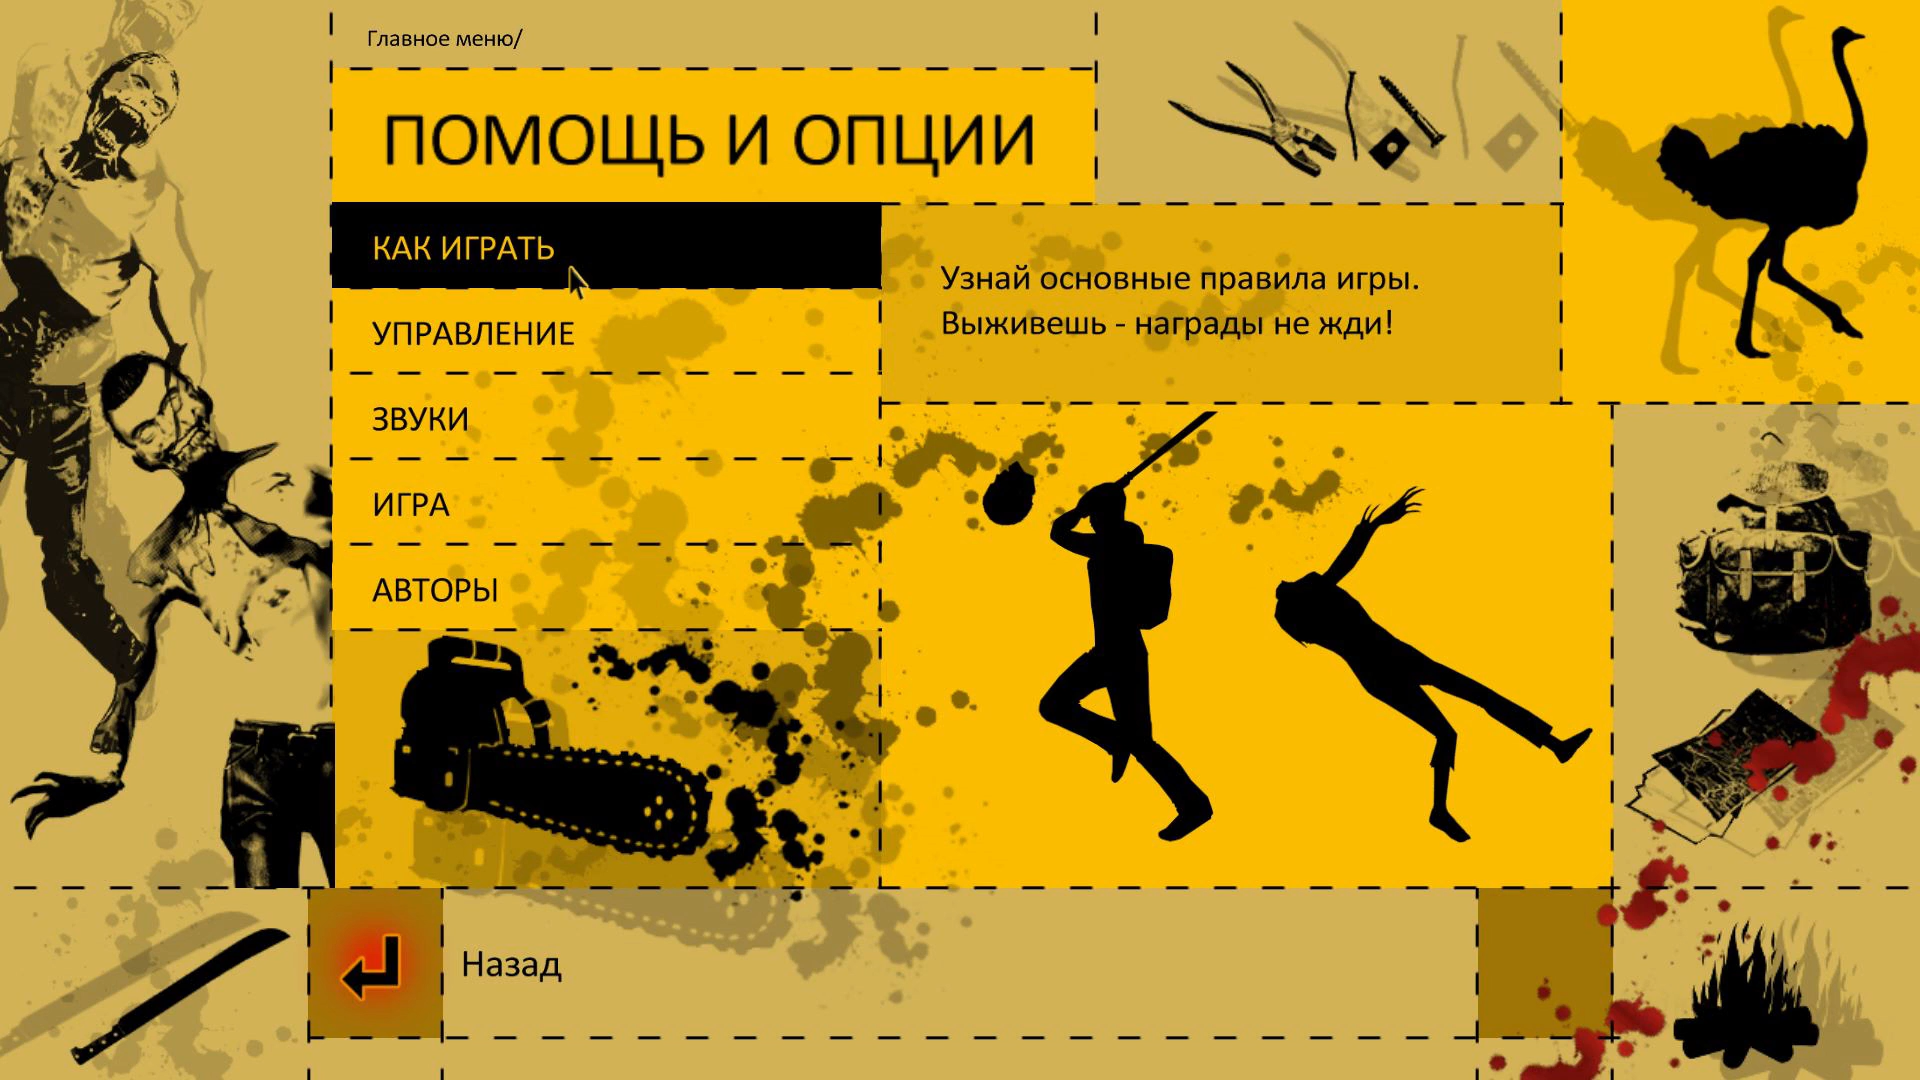 Главное меню/
ПОМОЩЬ И ОПЦИИ
КАК ИГРАТЬ
УПРАВЛЕНИЕ
ЗВУКИ
ИГРА
АВТОРЫ
Узнай основные правила игры.
Выживешь - награды не жди!
Назад